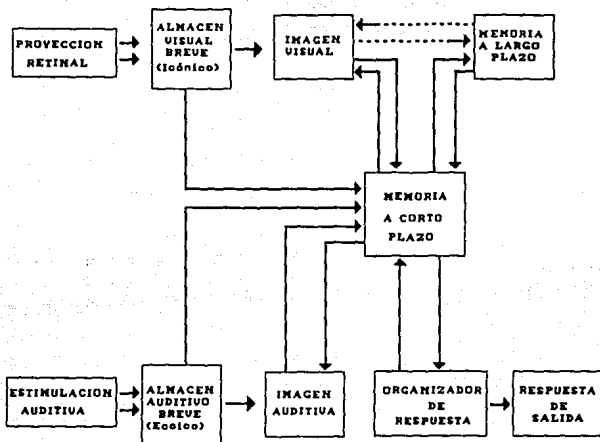 PROYECCION
RETINAL
ALMACEN
VISUAL
BREVE
(Icónico)
IMAGEN
VISUAL
MEMORIA
A LARGO
PLAZO
MEMORIA
A CORTO
PLAZO
ESTIMULACION
AUDITIVA
ALMACEN
AUDITIVO
BREVE
(Ecoico)
IMAGEN
AUDITIVA
ORGANIZADOR
DE
RESPUESTA
RESPUESTA
DE
SALIDA